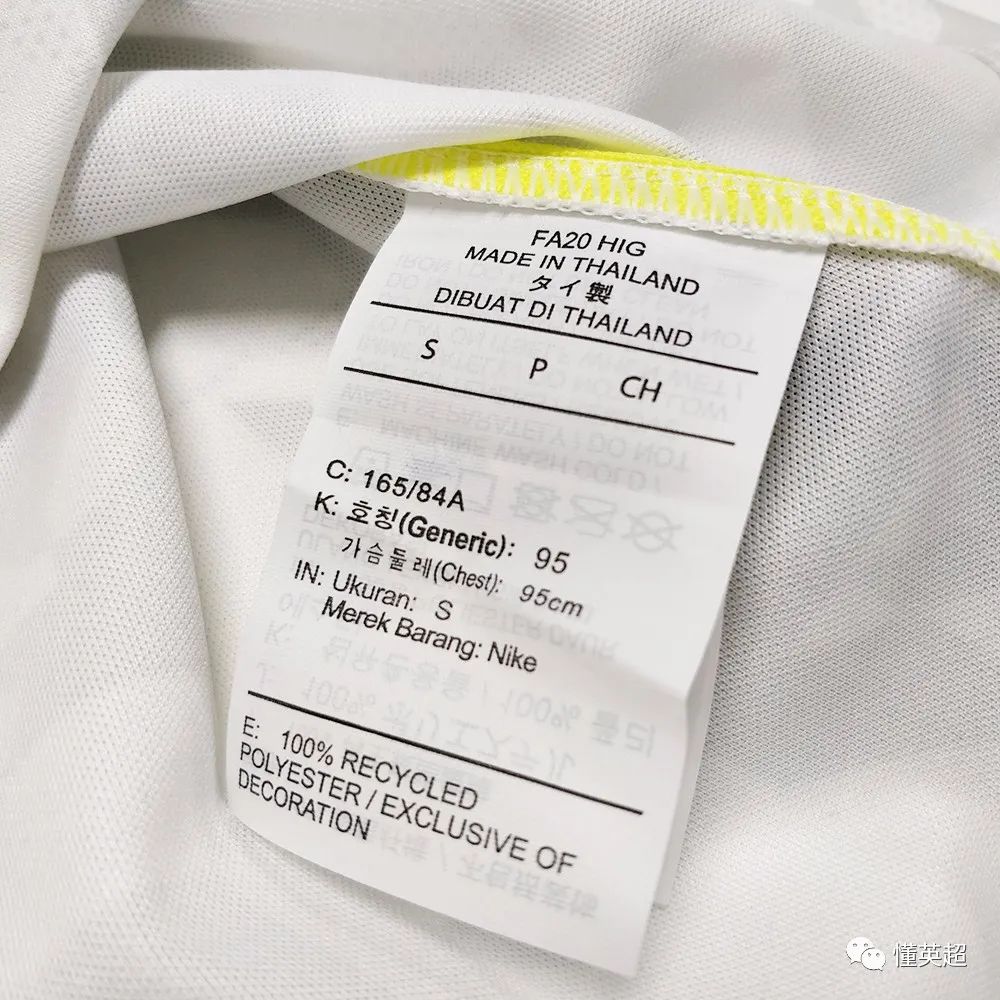 FA20 HIG
MADE IN THAILAND
タイ製
DIBUAT DI THAILAND
S P CH
C: 165/84A
K: 호칭(Generic): 95
가슴둘레(Chest): 95cm
IN: Ukuran: S
Merek Barang: Nike
E: 100% RECYCLED
POLYESTER / EXCLUSIVE OF
DECORATION
懂英超